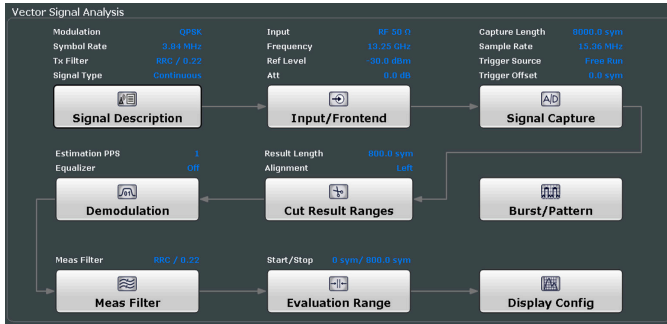 Vector Signal Analysis
Modulation QPSK Input RF 50 Ω Capture Length 8000.0 sym
Symbol Rate 3.84 MHz Frequency 13.25 GHz Sample Rate 15.36 MHz
Tx Filter RRC / 0.22 Ref Level -30.0 dBm Trigger Source Free Run
Signal Type Continuous Att 0.0 dB Trigger Offset 0.0 sym
Signal Description Input/Frontend Signal Capture
Estimation PPS 1 Result Length 800.0 sym
Equalizer Off Alignment Left
Demodulation Cut Result Ranges Burst/Pattern
Meas Filter RRC / 0.22 Start/Stop 0 sym/ 800.0 sym
Meas Filter Evaluation Range Display Config